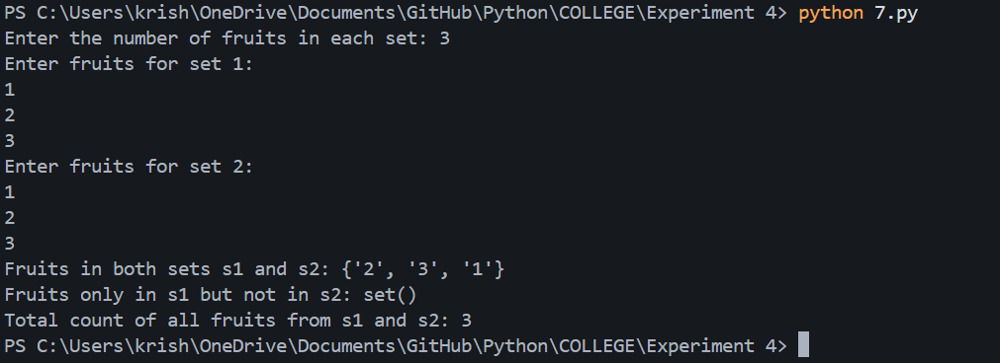 PS C:\Users\krish\OneDrive\Documents\GitHub\Python\COLLEGE\Experiment 4> python 7.py
Enter the number of fruits in each set: 3
Enter fruits for set 1:
1
2
3
Enter fruits for set 2:
1
2
3
Fruits in both sets s1 and s2: {'2', '3', '1'}
Fruits only in s1 but not in s2: set()
Total count of all fruits from s1 and s2: 3
PS C:\Users\krish\OneDrive\Documents\GitHub\Python\COLLEGE\Experiment 4>